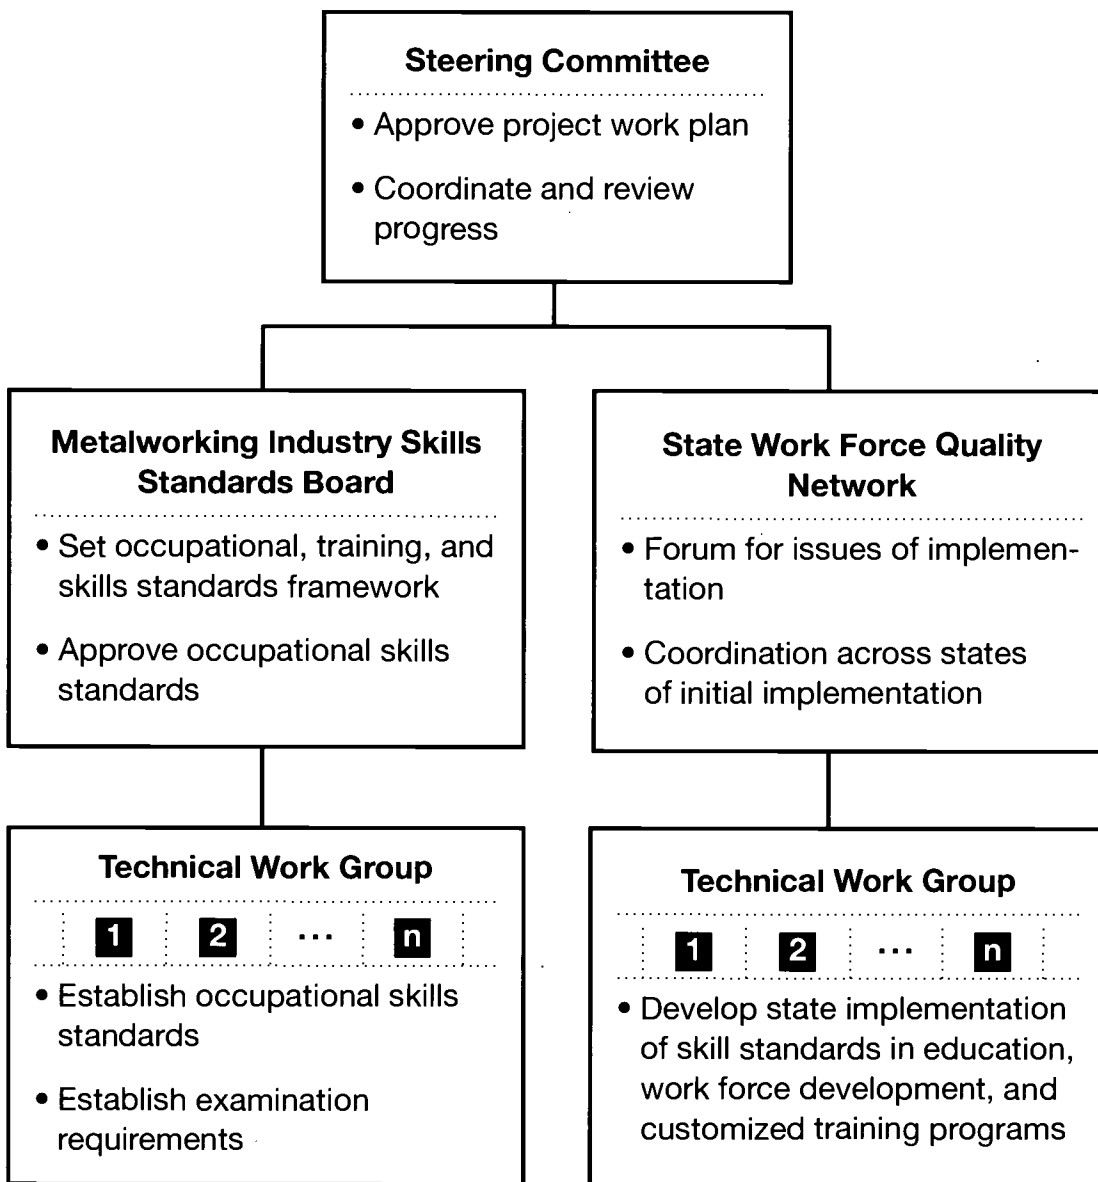 Steering Committee
• Approve project work plan
• Coordinate and review
progress
Metalworking Industry Skills
Standards Board
• Set occupational, training, and
skills standards framework
• Approve occupational skills
standards
State Work Force Quality
Network
• Forum for issues of implemen-
tation
• Coordination across states
of initial implementation
Technical Work Group
1 2 ... n
• Establish occupational skills
standards
• Establish examination
requirements
Technical Work Group
1 2 ... n
• Develop state implementation
of skill standards in education,
work force development, and
customized training programs